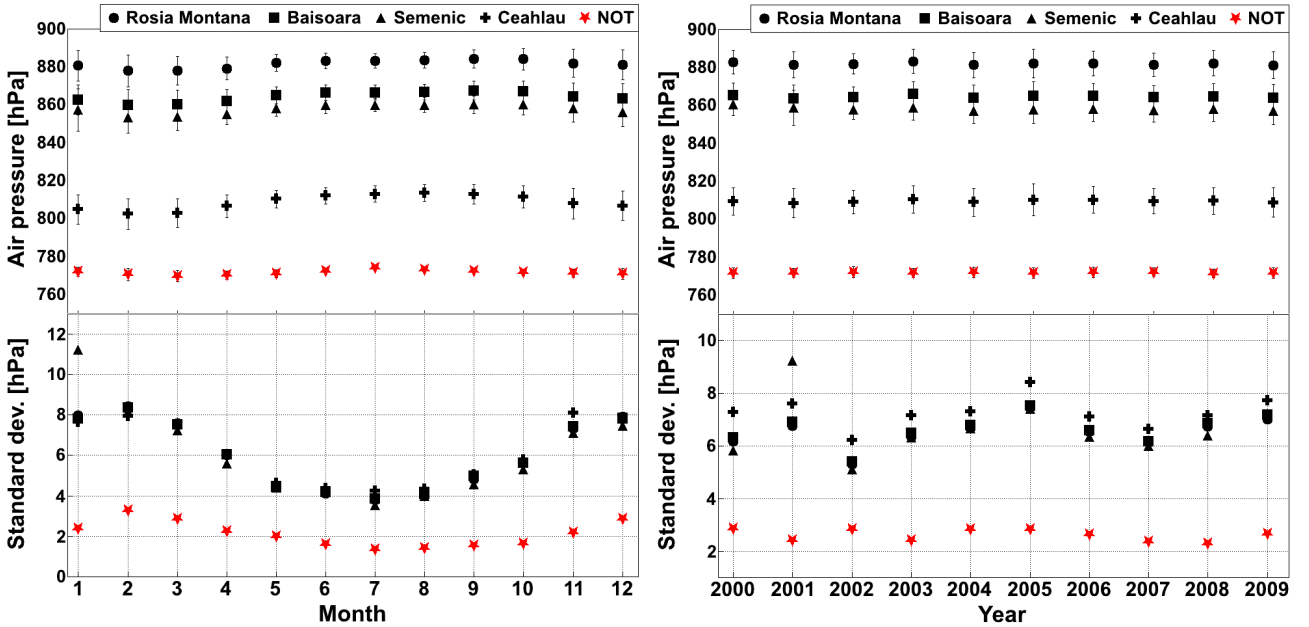 Rosia Montana Baisoara Semenic Ceahlau NOT
900
880
860
840
820
800
780
760
Air pressure [hPa]
12
10
8
6
4
2
0
Standard dev. [hPa]
1 2 3 4 5 6 7 8 9 10 11 12
Month
Rosia Montana Baisoara Semenic Ceahlau NOT
900
880
860
840
820
800
780
760
Air pressure [hPa]
10
8
6
4
2
Standard dev. [hPa]
2000 2001 2002 2003 2004 2005 2006 2007 2008 2009
Year